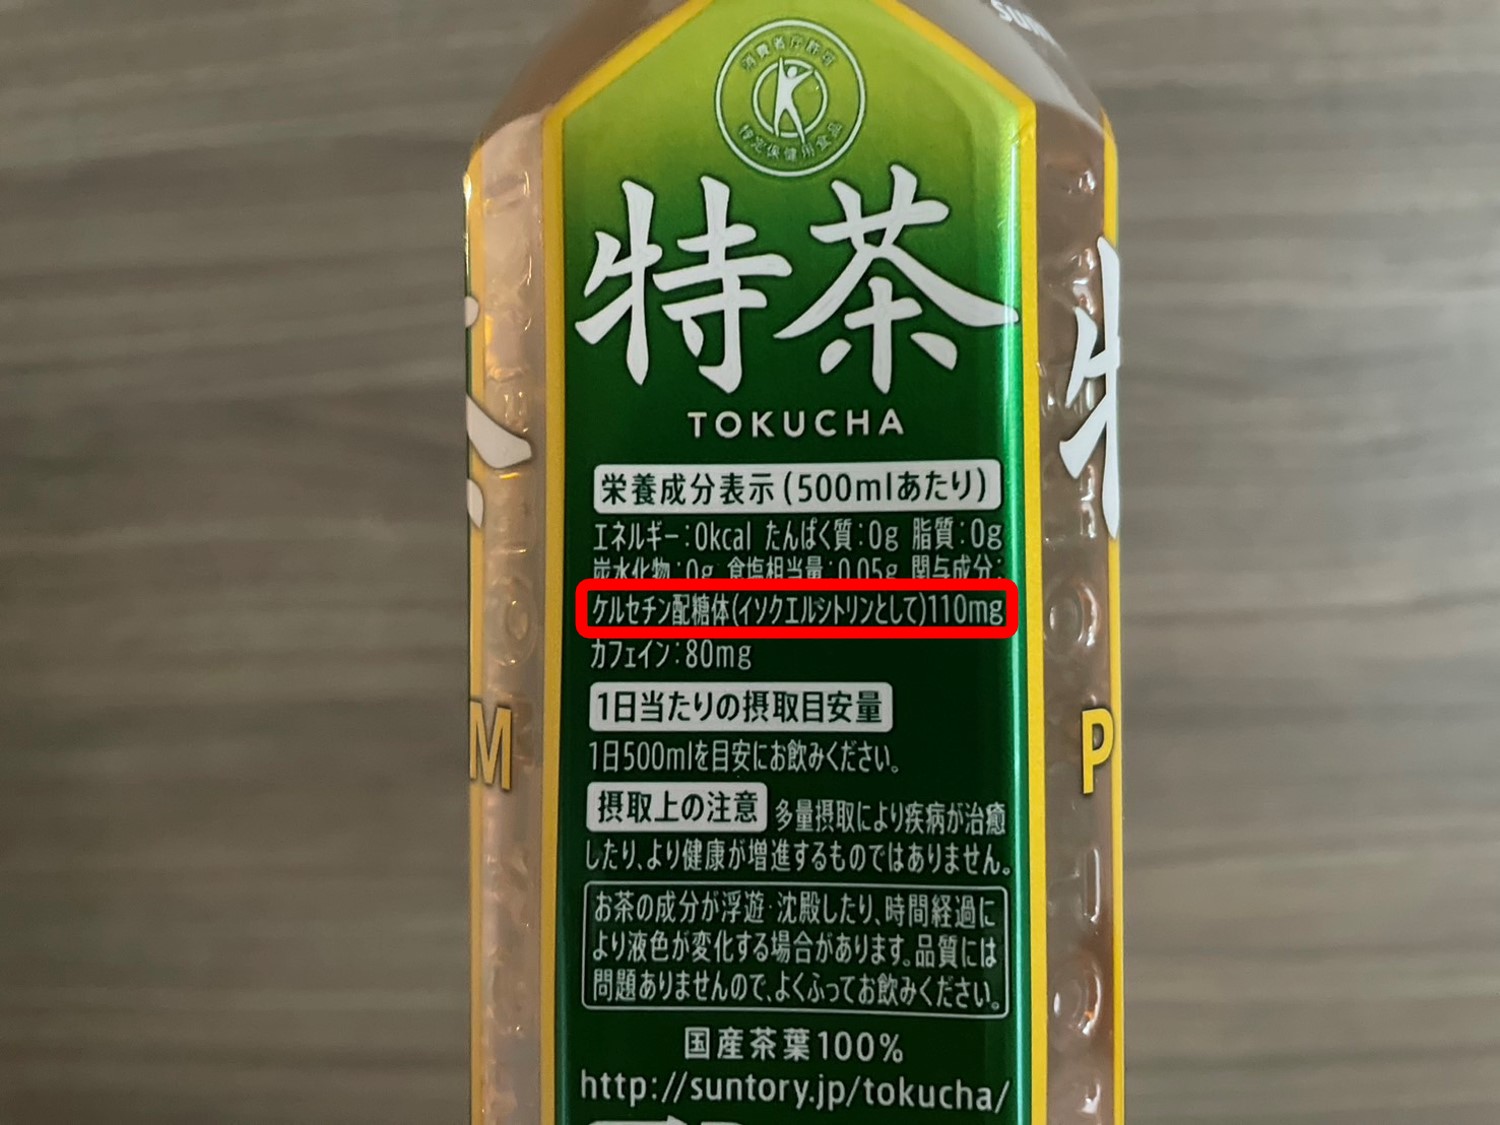 SUN
消費者庁許可
特定保健用食品
特茶
TOKUCHA
栄養成分表示(500mlあたり)
エネルギー:0kcal たんぱく質:0g 脂質:0g
炭水化物:0g 食塩相当量:0.05g 関与成分:
ケルセチン配糖体(イソクエルシトリンとして)110mg
カフェイン:80mg
1日当たりの摂取目安量
1日500mlを目安にお飲みください。
摂取上の注意 多量摂取により疾病が治癒
したり、より健康が増進するものではありません。
お茶の成分が浮遊・沈殿したり、時間経過に
より液色が変化する場合があります。品質には
問題ありませんので、よくふってお飲みください。
国産茶葉100%
http://suntory.jp/tokucha/
M
P